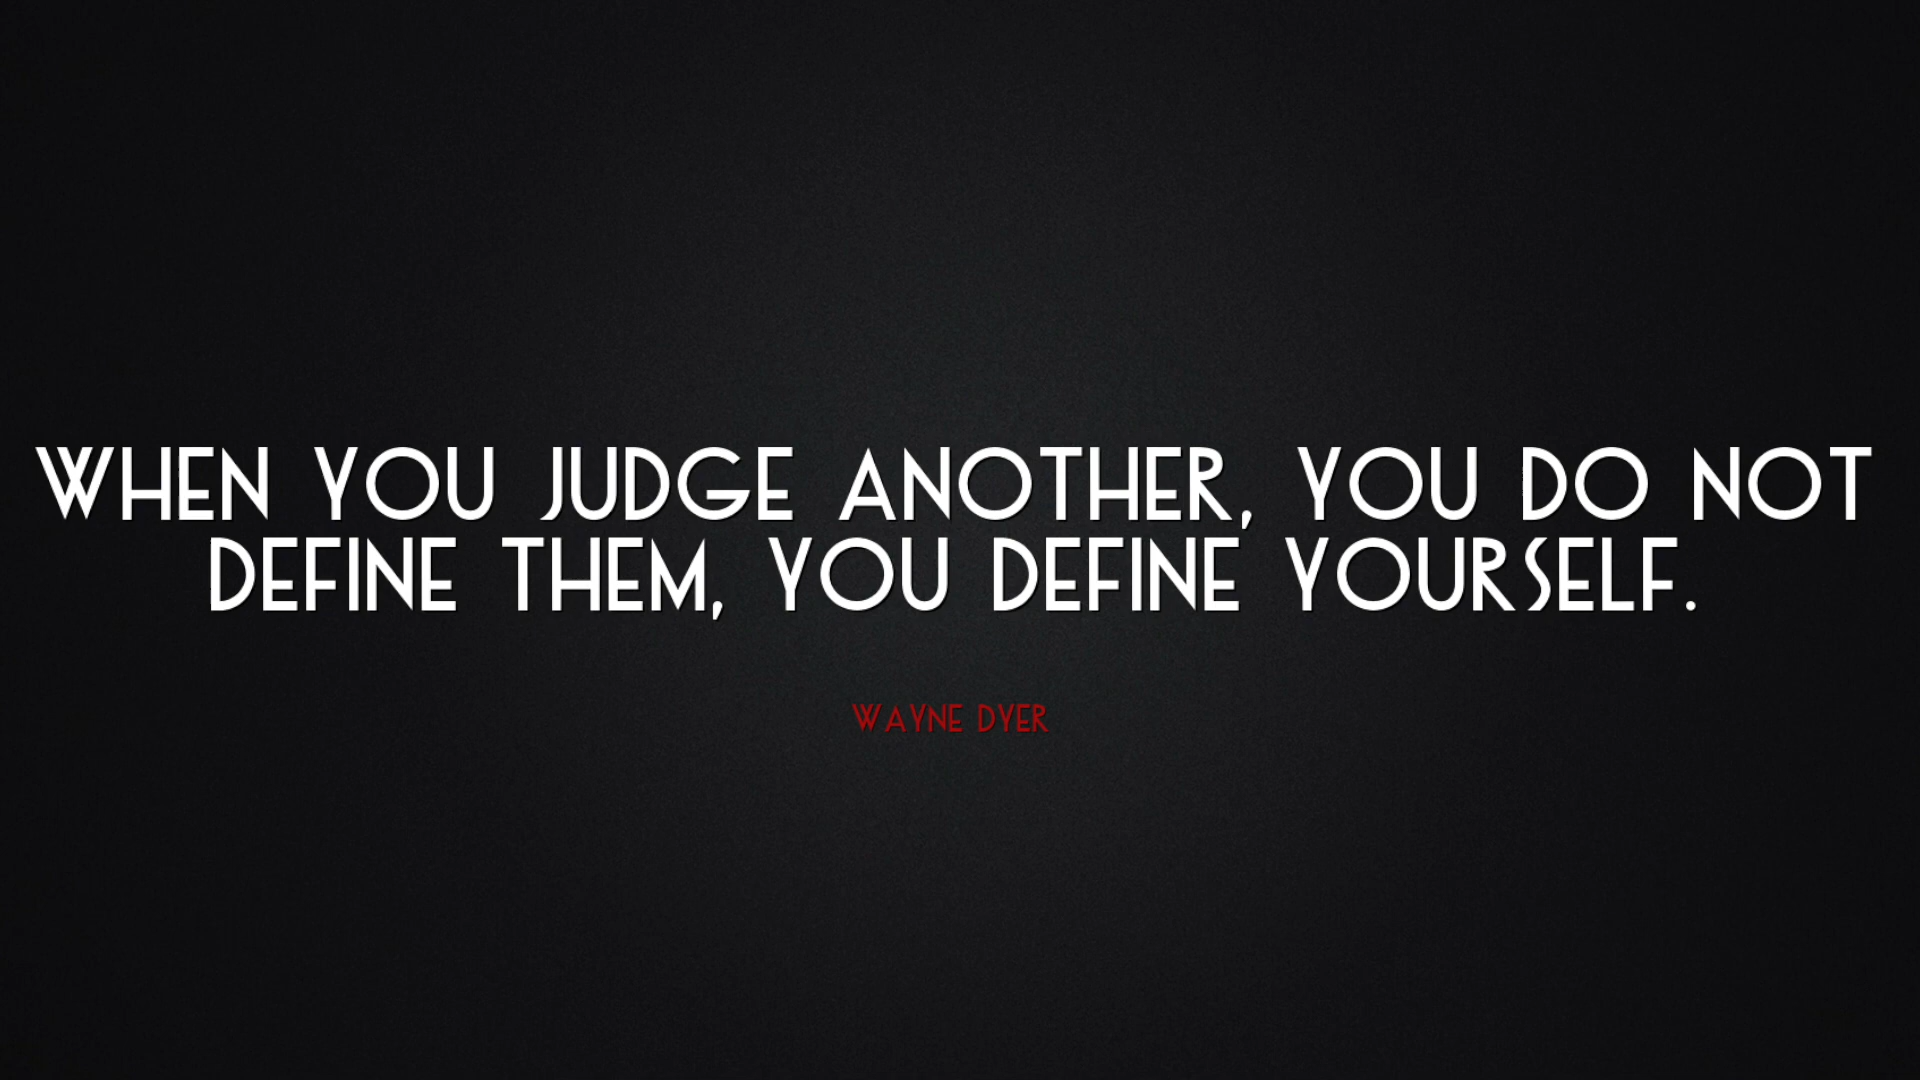 WHEN YOU JUDGE ANOTHER, YOU DO NOT
DEFINE THEM, YOU DEFINE YOURSELF.
WAYNE DYER